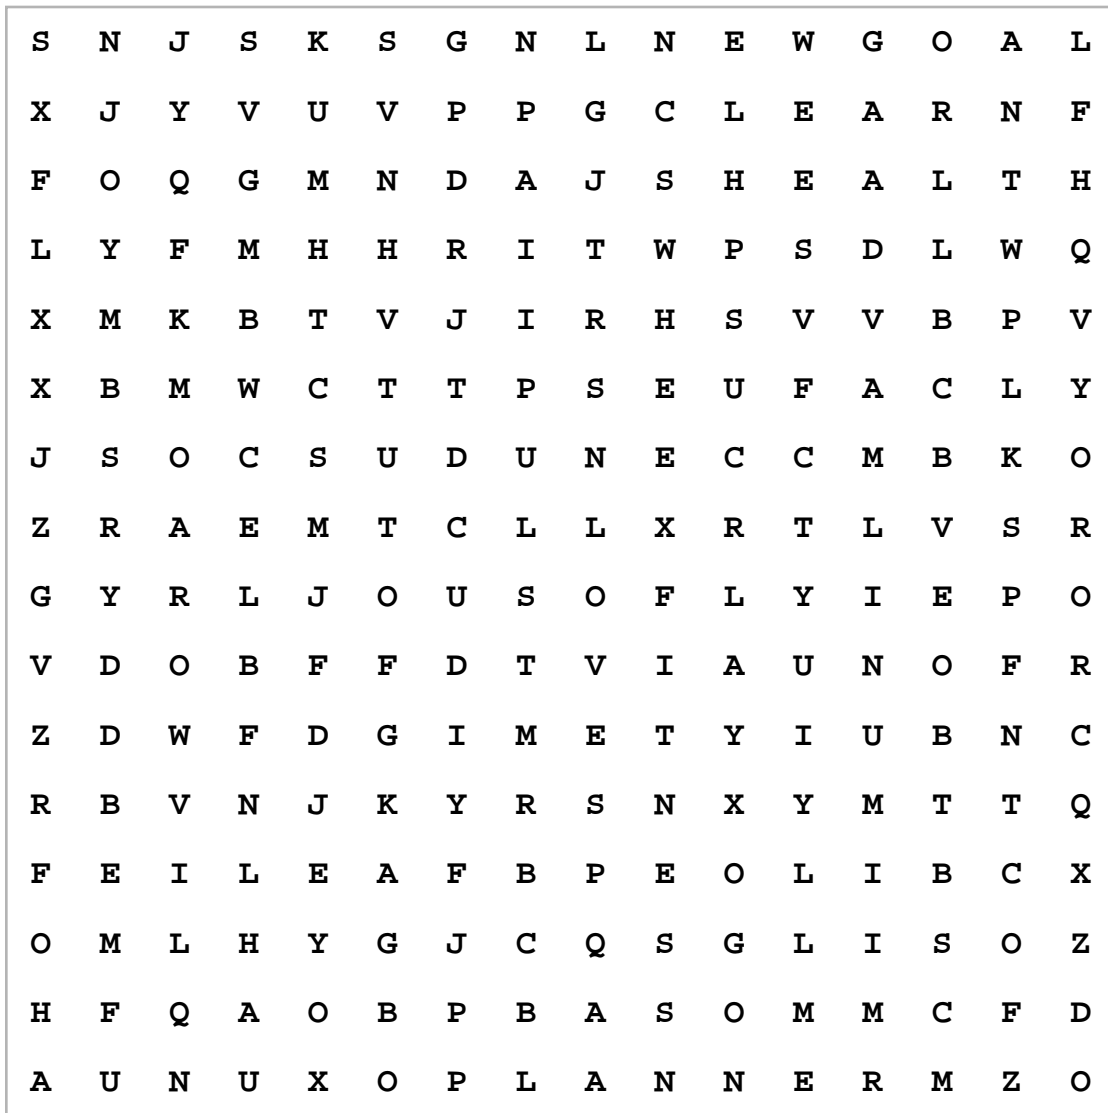 S N J S K S G N L N E W G O A L
X J Y V U V P P G C L E A R N F
F O Q G M N D A J S H E A L T H
L Y F M H H R I T W P S D L W Q
X M K B T V J I R H S V V B P V
X B M W C T T P S E U F A C L Y
J S O C S U D U N E C C M B K O
Z R A E M T C L L X R T L V S R
G Y R L J O U S O F L Y I E P O
V D O B F F D T V I A U N O F R
Z D W F D G I M E T Y I U B N C
R B V N J K Y R S N X Y M T T Q
F E I L E A F B P E O L I B C X
O M L H Y G J C Q S G L I S O Z
H F Q A O B P B A S O M M C F D
A U N U X O P L A N N E R M Z O